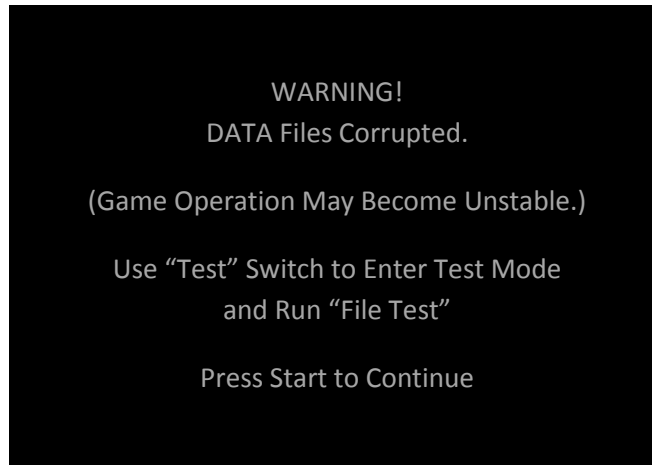 WARNING!
DATA Files Corrupted.
(Game Operation May Become Unstable.)
Use “Test” Switch to Enter Test Mode
and Run “File Test”
Press Start to Continue